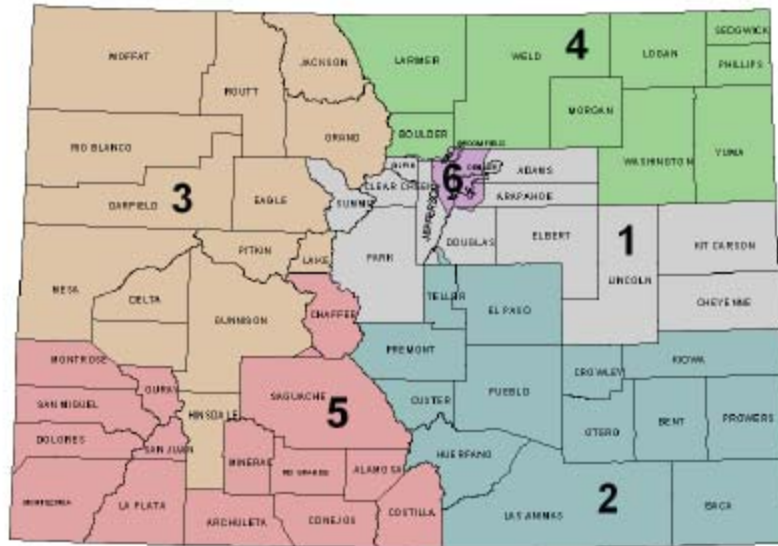 MOFFAT
ROUTT
JACKSON
LARIMER
WELD
4
LOGAN
SEDGWICK
PHILLIPS
MORGAN
GRAND
BOULDER
BROOMFIELD
RIO BLANCO
WASHINGTON
YUMA
ADAMS
CLEAR CREEK
6
GARFIELD
3
EAGLE
SUMMIT
ARAPAHOE
JEFFERSON
DOUGLAS
ELBERT
1
KIT CARSON
PITKIN
LAKE
PARK
LINCOLN
MESA
DELTA
CHEYENNE
GUNNISON
CHAFFEE
TELLER
EL PASO
MONTROSE
FREMONT
CROWLEY
KIOWA
OURAY
SAN MIGUEL
HINSDALE
SAGUACHE
5
CUSTER
PUEBLO
OTERO
BENT
PROWERS
DOLORES
SAN JUAN
MINERAL
RIO GRANDE
ALAMOSA
HUERFANO
LA PLATA
ARCHULETA
CONEJOS
COSTILLA
LAS ANIMAS
2
BACA